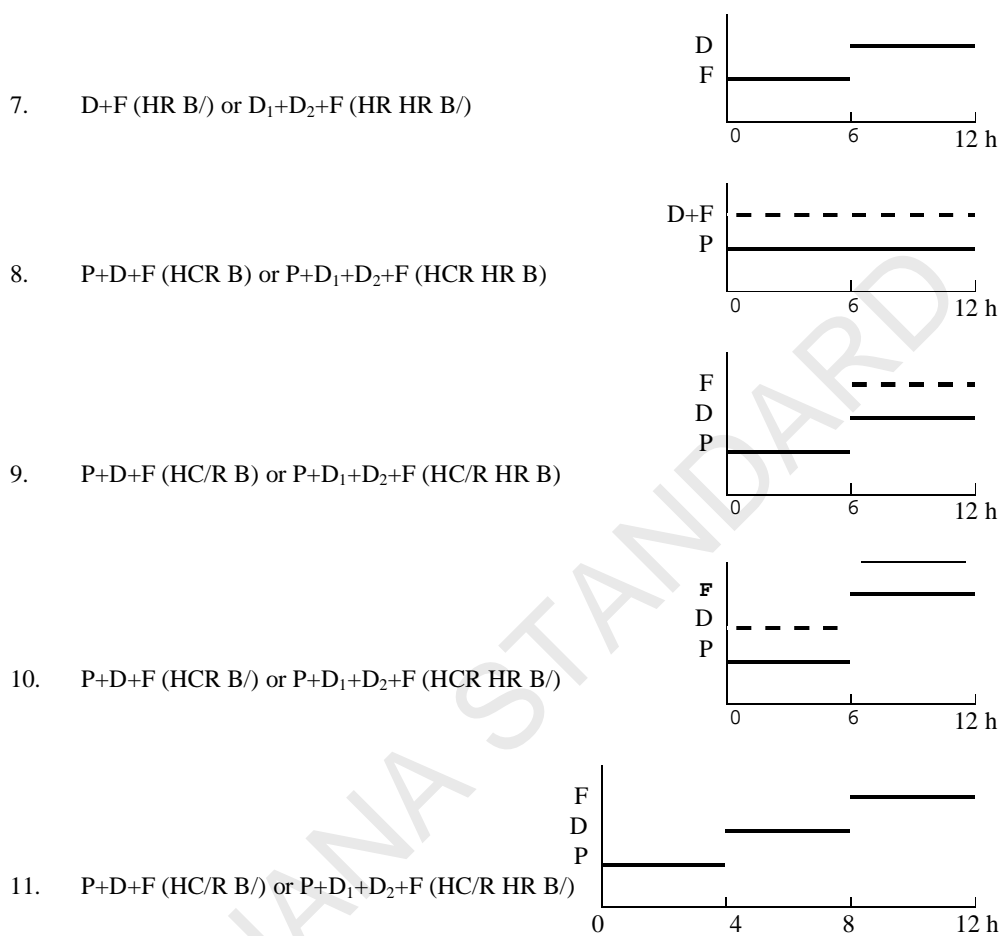 D
F
7. D+F (HR B/) or D₁+D₂+F (HR HR B/)
0 6 12 h
D+F
P
8. P+D+F (HCR B) or P+D₁+D₂+F (HCR HR B)
0 6 12 h
F
D
P
9. P+D+F (HC/R B) or P+D₁+D₂+F (HC/R HR B)
0 6 12 h
F
D
P
10. P+D+F (HCR B/) or P+D₁+D₂+F (HCR HR B/)
0 6 12 h
F
D
P
11. P+D+F (HC/R B/) or P+D₁+D₂+F (HC/R HR B/)
0 4 8 12 h
ANA STANDARD